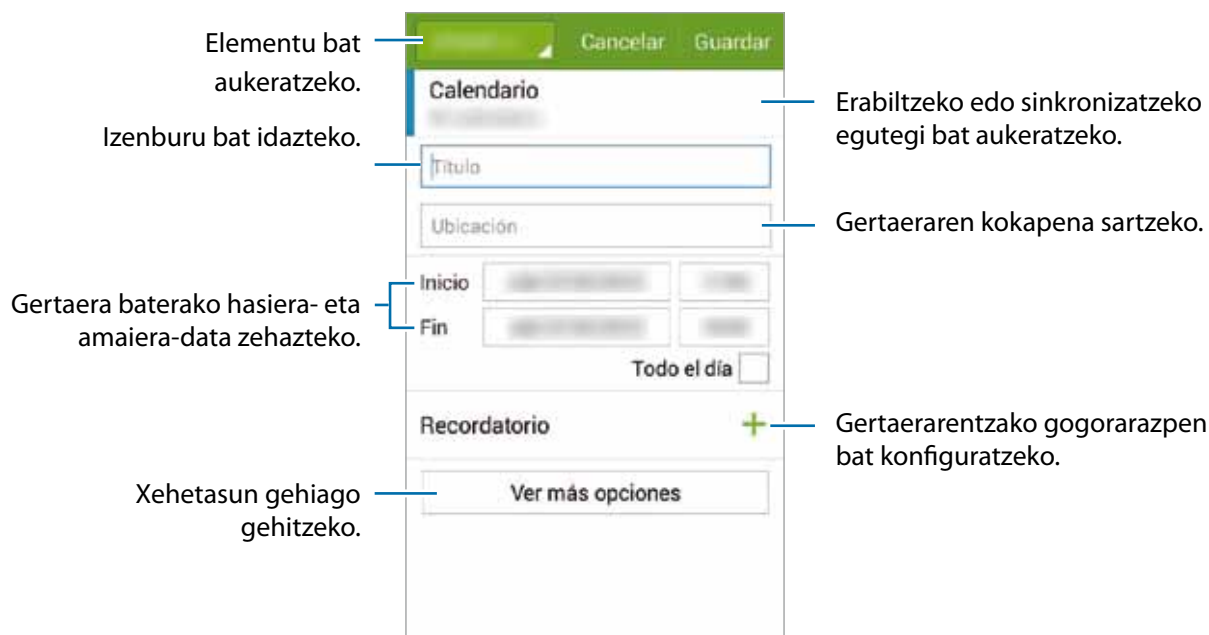 Elementu bat
aukeratzeko.
Izenburu bat idazteko.
Gertaera baterako hasiera- eta
amaiera-data zehazteko.
Xehetasun gehiago
gehitzeko.
Cancelar Guardar
Calendario
Título
Ubicación
Inicio
Fin
Todo el día
Recordatorio
Ver más opciones
Erabiltzeko edo sinkronizatzeko
egutegi bat aukeratzeko.
Gertaeraren kokapena sartzeko.
Gertaerarentzako gogorarazpen
bat konfiguratzeko.